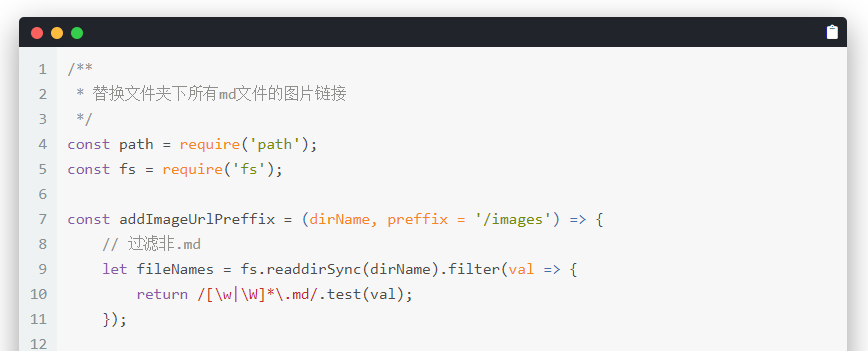 1 /**
2  * 替换文件夹下所有md文件的图片链接
3  */
4 const path = require('path');
5 const fs = require('fs');
6
7 const addImageUrlPreffix = (dirName, preffix = '/images') => {
8     // 过滤非.md
9     let fileNames = fs.readdirSync(dirName).filter(val => {
10         return /[\w|\W]*\.md/.test(val);
11     });
12